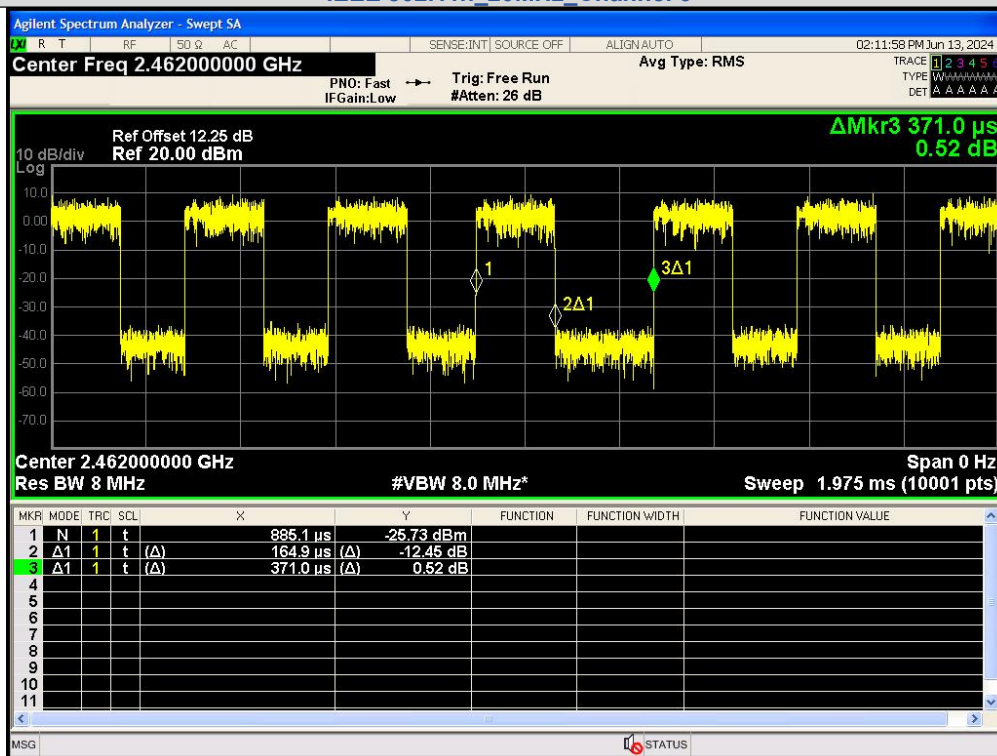 Agilent Spectrum Analyzer - Swept SA
LXI R T RF 50 Ω AC SENSE:INT SOURCE OFF ALIGN AUTO 02:11:58 PM Jun 13, 2024
Center Freq 2.462000000 GHz
PNO: Fast
IFGain:Low
Trig: Free Run
#Atten: 26 dB
Avg Type: RMS
TRACE 1 2 3 4 5 6
TYPE W
DET A A A A A A
ΔMkr3 371.0 µs
0.52 dB
Ref Offset 12.25 dB
10 dB/div Ref 20.00 dBm
Log
10.0
0.00
-10.0
-20.0
-30.0
-40.0
-50.0
-60.0
-70.0
1
2Δ1
3Δ1
Center 2.462000000 GHz Span 0 Hz
Res BW 8 MHz #VBW 8.0 MHz* Sweep 1.975 ms (10001 pts)
MKR MODE TRC SCL X Y FUNCTION FUNCTION WIDTH FUNCTION VALUE
1 N 1 t 885.1 µs -25.73 dBm
2 Δ1 1 t (Δ) 164.9 µs (Δ) -12.45 dB
3 Δ1 1 t (Δ) 371.0 µs (Δ) 0.52 dB
4
5
6
7
8
9
10
11
MSG STATUS